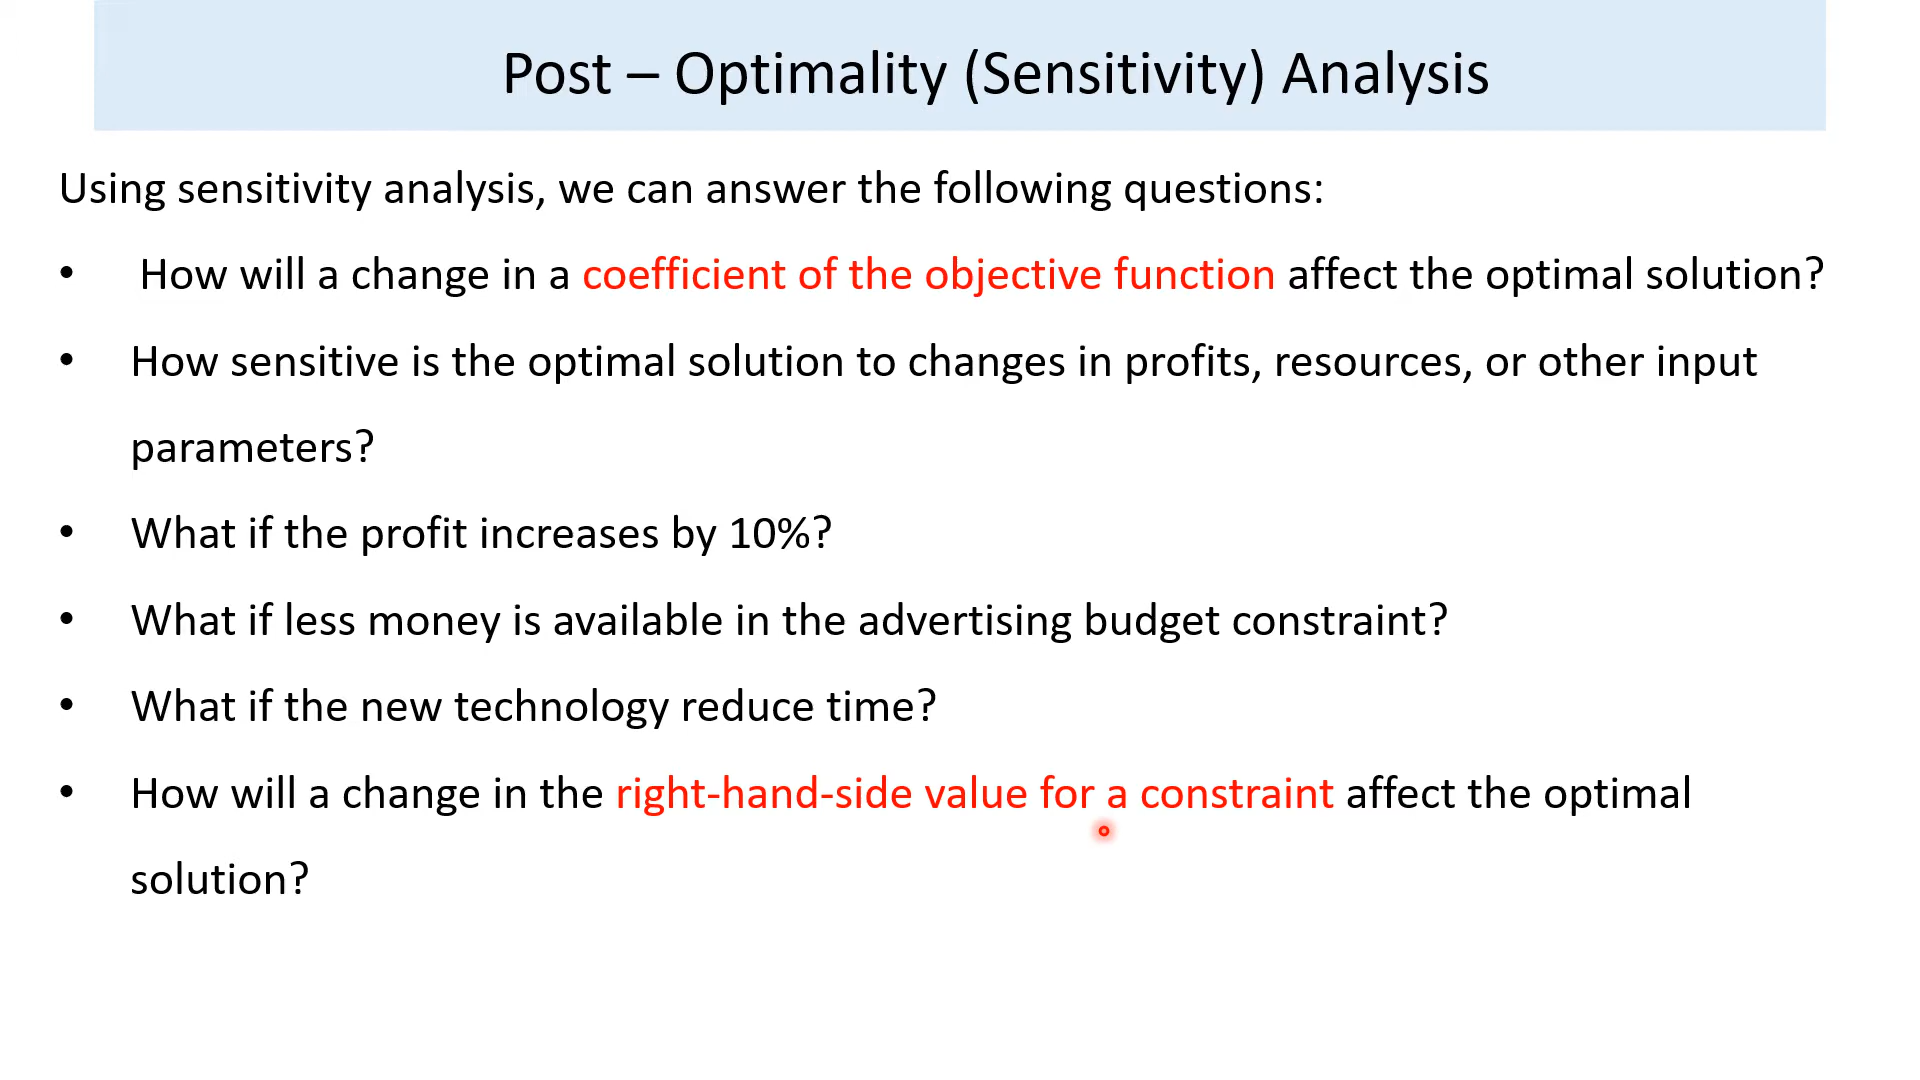 Post – Optimality (Sensitivity) Analysis
Using sensitivity analysis, we can answer the following questions:
• How will a change in a coefficient of the objective function affect the optimal solution?
• How sensitive is the optimal solution to changes in profits, resources, or other input
parameters?
• What if the profit increases by 10%?
• What if less money is available in the advertising budget constraint?
• What if the new technology reduce time?
• How will a change in the right-hand-side value for a constraint affect the optimal
solution?